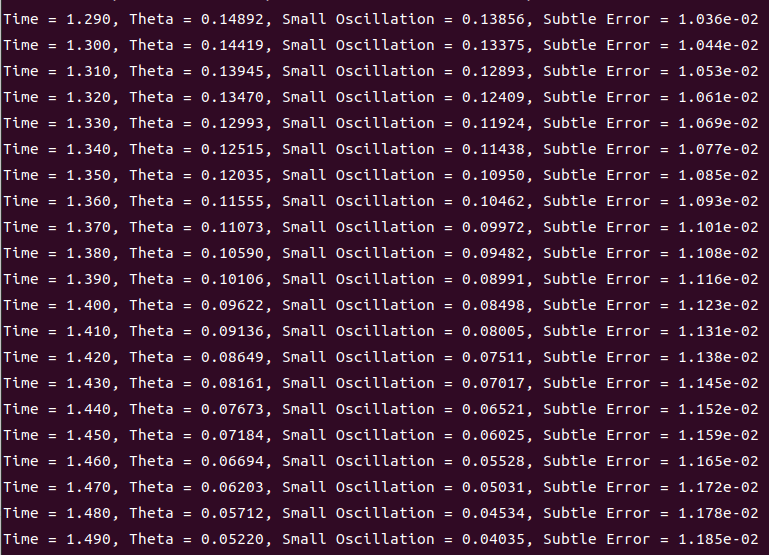 Time = 1.290, Theta = 0.14892, Small Oscillation = 0.13856, Subtle Error = 1.036e-02
Time = 1.300, Theta = 0.14419, Small Oscillation = 0.13375, Subtle Error = 1.044e-02
Time = 1.310, Theta = 0.13945, Small Oscillation = 0.12893, Subtle Error = 1.053e-02
Time = 1.320, Theta = 0.13470, Small Oscillation = 0.12409, Subtle Error = 1.061e-02
Time = 1.330, Theta = 0.12993, Small Oscillation = 0.11924, Subtle Error = 1.069e-02
Time = 1.340, Theta = 0.12515, Small Oscillation = 0.11438, Subtle Error = 1.077e-02
Time = 1.350, Theta = 0.12035, Small Oscillation = 0.10950, Subtle Error = 1.085e-02
Time = 1.360, Theta = 0.11555, Small Oscillation = 0.10462, Subtle Error = 1.093e-02
Time = 1.370, Theta = 0.11073, Small Oscillation = 0.09972, Subtle Error = 1.101e-02
Time = 1.380, Theta = 0.10590, Small Oscillation = 0.09482, Subtle Error = 1.108e-02
Time = 1.390, Theta = 0.10106, Small Oscillation = 0.08991, Subtle Error = 1.116e-02
Time = 1.400, Theta = 0.09622, Small Oscillation = 0.08498, Subtle Error = 1.123e-02
Time = 1.410, Theta = 0.09136, Small Oscillation = 0.08005, Subtle Error = 1.131e-02
Time = 1.420, Theta = 0.08649, Small Oscillation = 0.07511, Subtle Error = 1.138e-02
Time = 1.430, Theta = 0.08161, Small Oscillation = 0.07017, Subtle Error = 1.145e-02
Time = 1.440, Theta = 0.07673, Small Oscillation = 0.06521, Subtle Error = 1.152e-02
Time = 1.450, Theta = 0.07184, Small Oscillation = 0.06025, Subtle Error = 1.159e-02
Time = 1.460, Theta = 0.06694, Small Oscillation = 0.05528, Subtle Error = 1.165e-02
Time = 1.470, Theta = 0.06203, Small Oscillation = 0.05031, Subtle Error = 1.172e-02
Time = 1.480, Theta = 0.05712, Small Oscillation = 0.04534, Subtle Error = 1.178e-02
Time = 1.490, Theta = 0.05220, Small Oscillation = 0.04035, Subtle Error = 1.185e-02